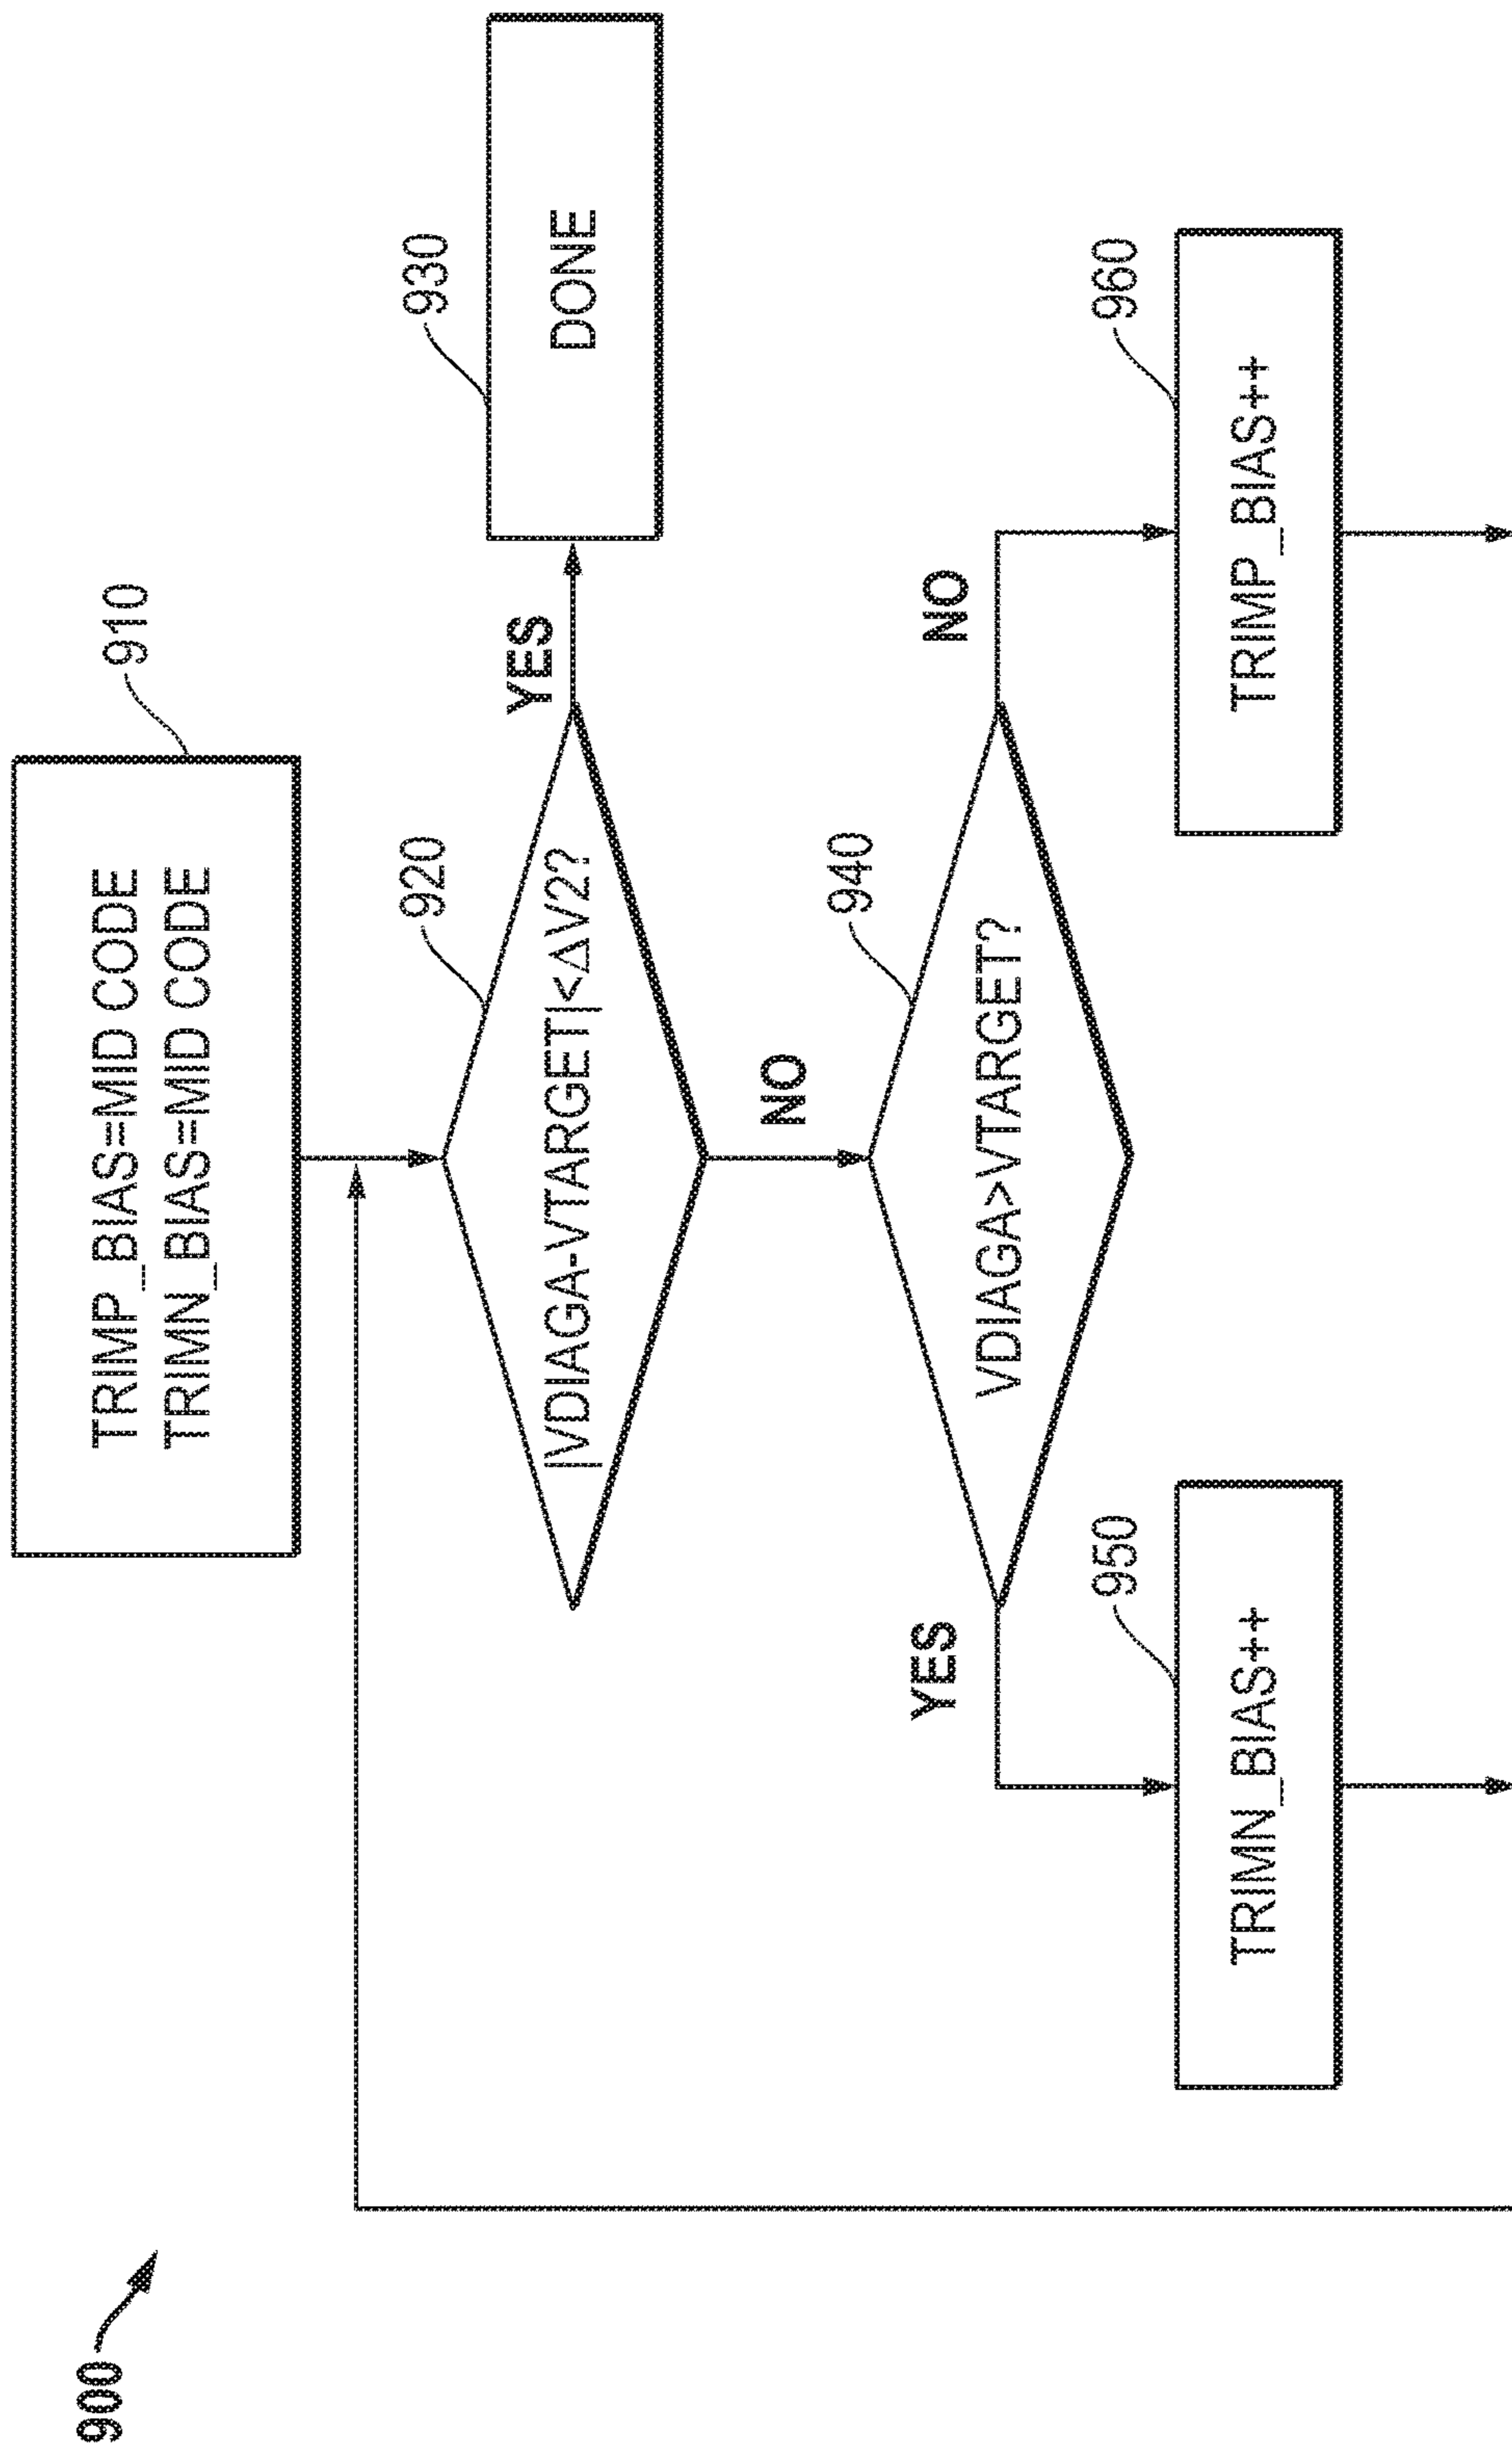 900
TRIMP_BIAS=MID CODE
TRIMN_BIAS=MID CODE
910
920
|VDIAGA-VTARGET|<ΔV2?
YES
930
DONE
NO
940
VDIAGA>VTARGET?
YES
NO
950
TRIMN_BIAS++
960
TRIMP_BIAS++